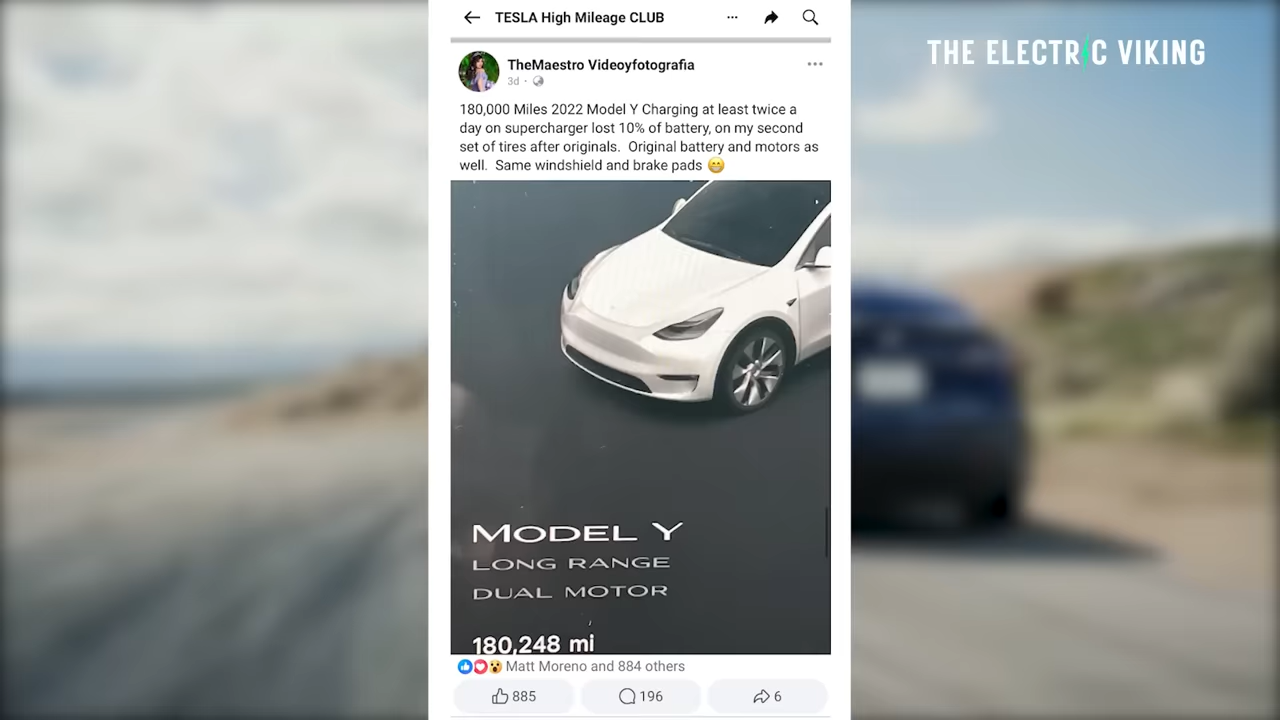 TESLA High Mileage CLUB
THE ELECTRIC VIKING
TheMaestro Videoyfotografia
3d ·
180,000 Miles 2022 Model Y Charging at least twice a
day on supercharger lost 10% of battery, on my second
set of tires after originals.  Original battery and motors as
well.  Same windshield and brake pads 😁
MODEL Y
LONG RANGE
DUAL MOTOR
180,248 mi
Matt Moreno and 884 others
885
196
6